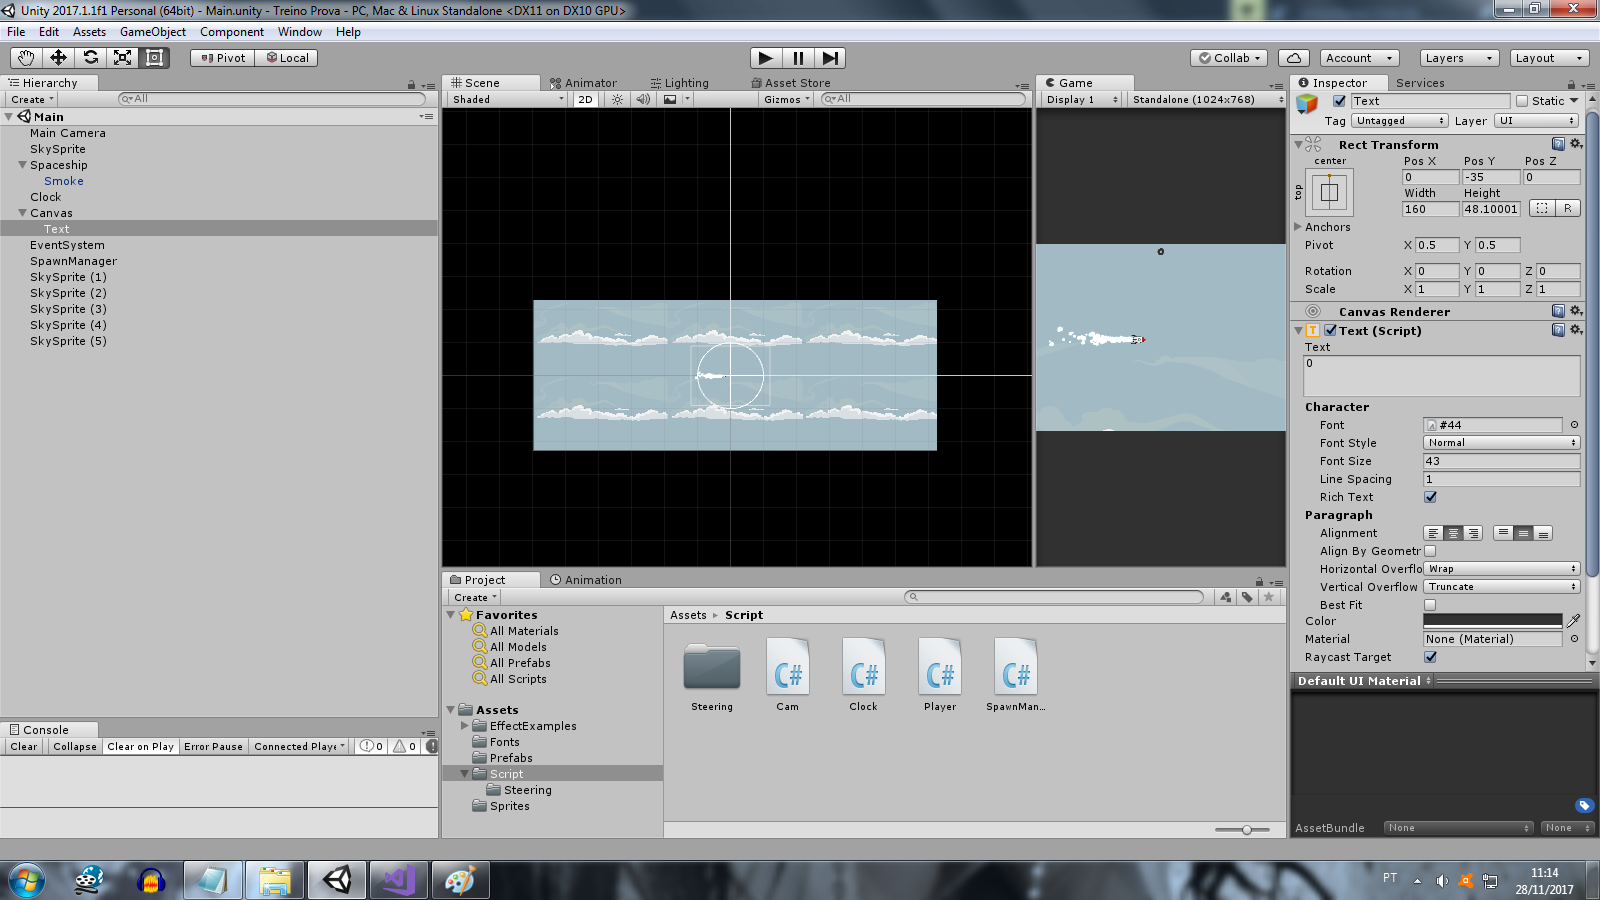 Unity 2017.1.1f1 Personal (64bit) - Main.unity - Treino Prova - PC, Mac & Linux Standalone <DX11 on DX10 GPU>
File Edit Assets GameObject Component Window Help
Pivot Local Collab Account Layers Layout
Hierarchy
Create All
Main
Main Camera
SkySprite
Spaceship
Smoke
Clock
Canvas
Text
EventSystem
SpawnManager
SkySprite (1)
SkySprite (2)
SkySprite (3)
SkySprite (4)
SkySprite (5)
Console
Clear Collapse Clear on Play Error Pause Connected Playe 0 0
Scene Animator Lighting Asset Store
Shaded 2D Gizmos All
Game
Display 1 Standalone (1024x768)
Project Animation
Create
Favorites
All Materials
All Models
All Prefabs
All Scripts
Assets
EffectExamples
Fonts
Prefabs
Script
Steering
Sprites
Assets Script
Steering Cam Clock Player SpawnMan...
Inspector Services
Text Static
Tag Untagged Layer UI
Rect Transform
center Pos X Pos Y Pos Z
top 0 -35 0
Width Height
160 48.10001 R
Anchors
Pivot X 0.5 Y 0.5
Rotation X 0 Y 0 Z 0
Scale X 1 Y 1 Z 1
Canvas Renderer
Text (Script)
Text
0
Character
Font #44
Font Style Normal
Font Size 43
Line Spacing 1
Rich Text
Paragraph
Alignment
Align By Geometr
Horizontal Overflo Wrap
Vertical Overflow Truncate
Best Fit
Color
Material None (Material)
Raycast Target
Default UI Material
AssetBundle None None
PT 11:14
28/11/2017